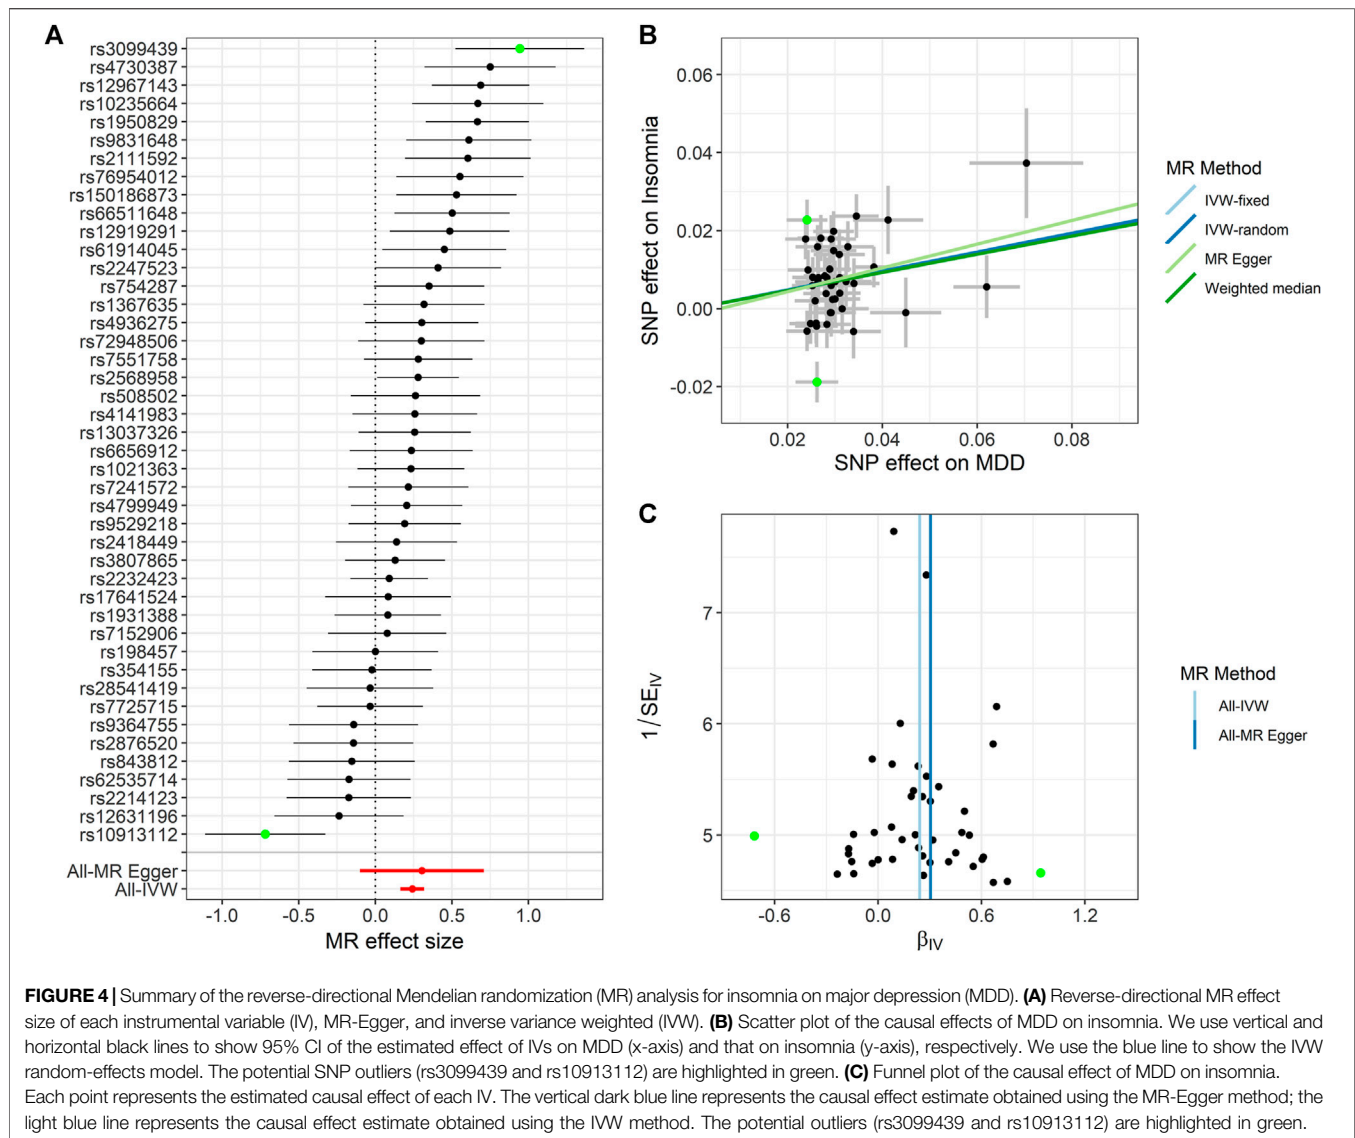 A
rs3099439
rs4730387
rs12967143
rs10235664
rs1950829
rs9831648
rs2111592
rs76954012
rs150186873
rs66511648
rs12919291
rs61914045
rs2247523
rs754287
rs1367635
rs4936275
rs72948506
rs7551758
rs2568958
rs508502
rs4141983
rs13037326
rs6656912
rs1021363
rs7241572
rs4799949
rs9529218
rs2418449
rs3807865
rs2232423
rs17641524
rs1931388
rs7152906
rs198457
rs354155
rs28541419
rs7725715
rs9364755
rs2876520
rs843812
rs62535714
rs2214123
rs12631196
rs10913112
All-MR Egger
All-IVW
-1.0 -0.5 0.0 0.5 1.0
MR effect size
B
SNP effect on Insomnia
0.06
0.04
0.02
0.00
-0.02
0.02 0.04 0.06 0.08
SNP effect on MDD
MR Method
IVW-fixed
IVW-random
MR Egger
Weighted median
C
1/SEIV
7
6
5
-0.6 0.0 0.6 1.2
βIV
MR Method
All-IVW
All-MR Egger
FIGURE 4 | Summary of the reverse-directional Mendelian randomization (MR) analysis for insomnia on major depression (MDD). (A) Reverse-directional MR effect
size of each instrumental variable (IV), MR-Egger, and inverse variance weighted (IVW). (B) Scatter plot of the causal effects of MDD on insomnia. We use vertical and
horizontal black lines to show 95% CI of the estimated effect of IVs on MDD (x-axis) and that on insomnia (y-axis), respectively. We use the blue line to show the IVW
random-effects model. The potential SNP outliers (rs3099439 and rs10913112) are highlighted in green. (C) Funnel plot of the causal effect of MDD on insomnia.
Each point represents the estimated causal effect of each IV. The vertical dark blue line represents the causal effect estimate obtained using the MR-Egger method; the
light blue line represents the causal effect estimate obtained using the IVW method. The potential outliers (rs3099439 and rs10913112) are highlighted in green.